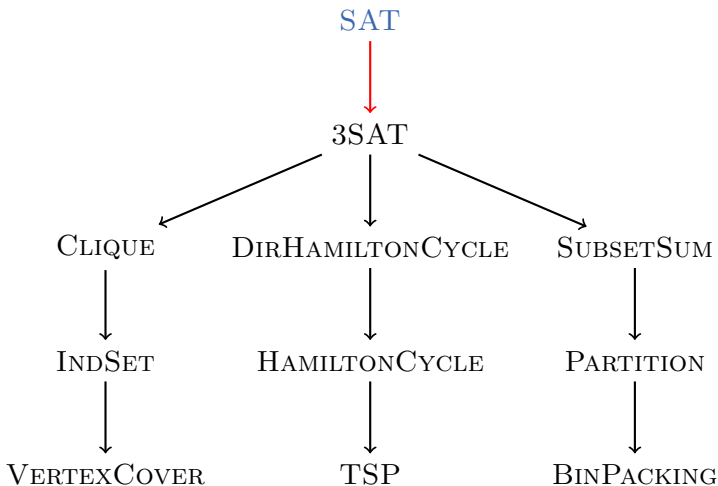 SAT
3SAT
CLIQUE DIRHAMILTONCYCLE SUBSETSUM
INDSET HAMILTONCYCLE PARTITION
VERTEXCOVER TSP BINPACKING